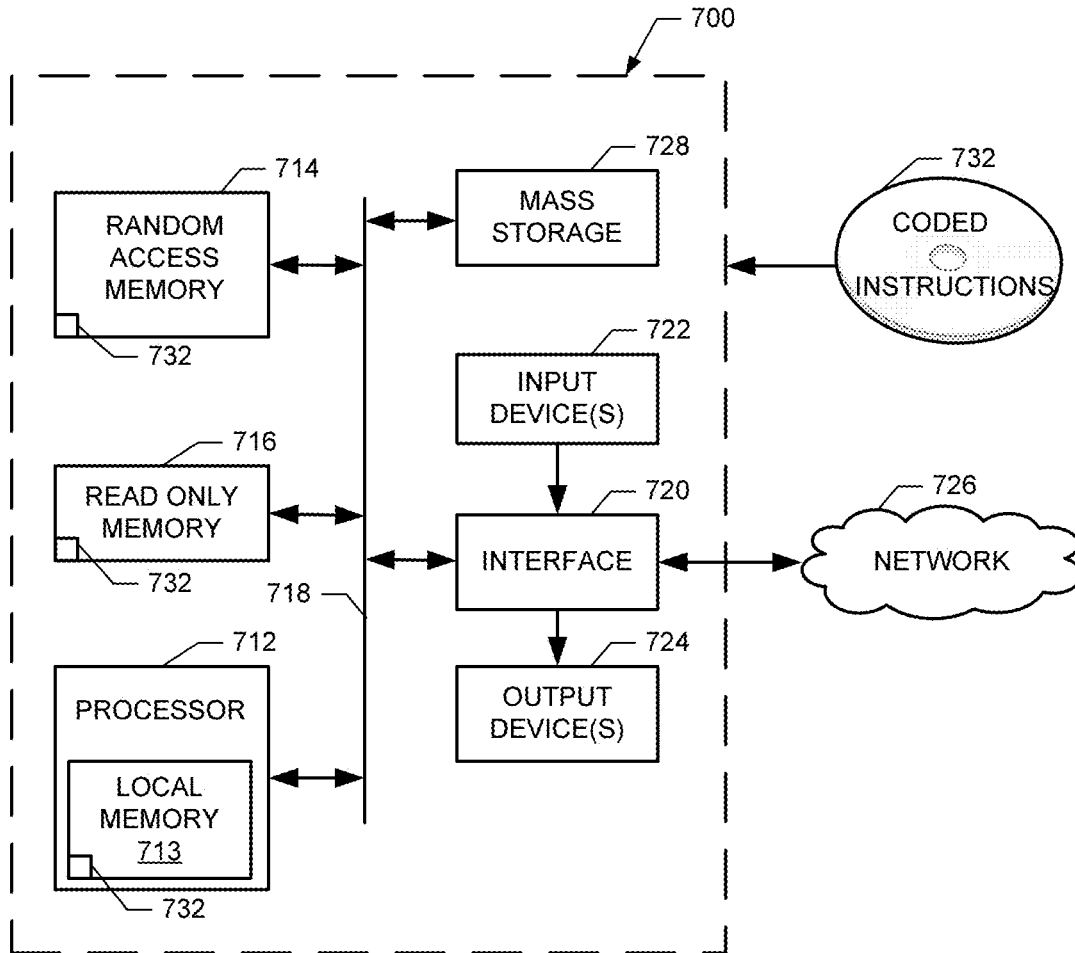 700
714
RANDOM
ACCESS
MEMORY
732
728
MASS
STORAGE
732
CODED
INSTRUCTIONS
722
INPUT
DEVICE(S)
716
READ ONLY
MEMORY
732
720
INTERFACE
726
NETWORK
718
712
PROCESSOR
LOCAL
MEMORY
713
732
724
OUTPUT
DEVICE(S)